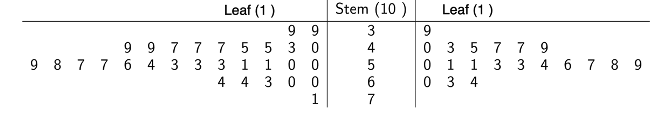 Leaf (1 ) Stem (10 ) Leaf (1 )
9 9 3 9
9 9 7 7 7 5 5 3 0 4 0 3 5 7 7 9
9 8 7 7 6 4 3 3 3 1 1 0 0 5 0 1 1 3 3 4 6 7 8 9
4 4 3 0 0 6 0 3 4
1 7